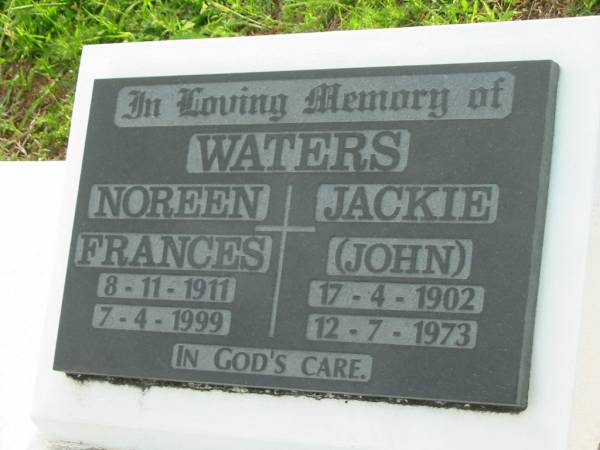 In Loving Memory of
WATERS
NOREEN
FRANCES
8-11-1911
7-4-1999
JACKIE
(JOHN)
17-4-1902
12-7-1973
IN GOD'S CARE.